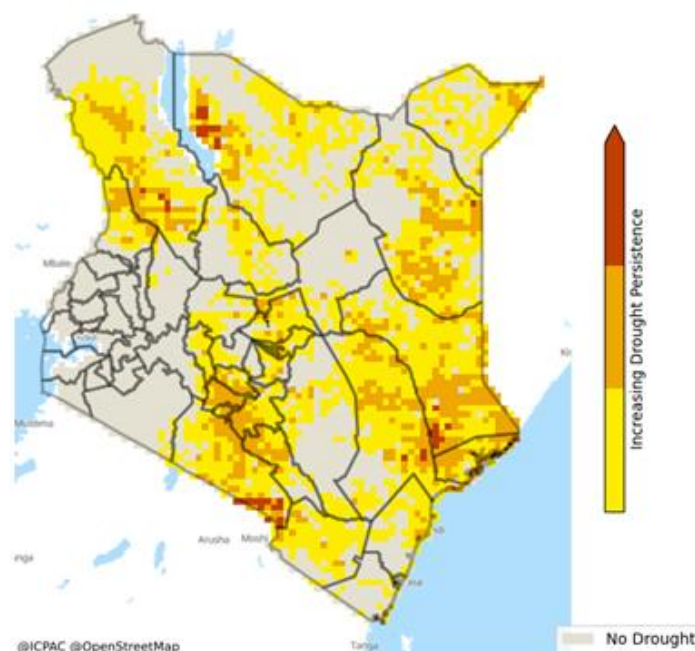 Increasing Drought Persistence
Mbale
Musoma
Arusha
Moshi
Tanga
No Drought
@ICPAC @OpenStreetMap